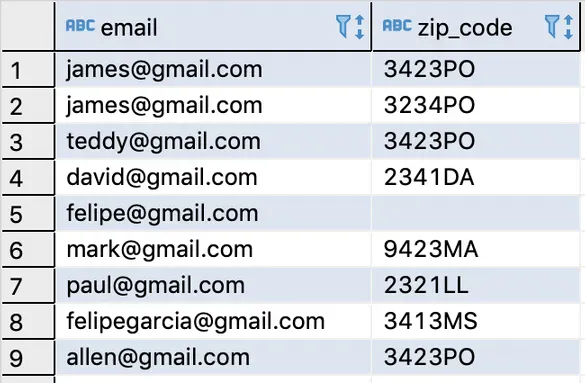 ABC email ABC zip_code
1 james@gmail.com 3423PO
2 james@gmail.com 3234PO
3 teddy@gmail.com 3423PO
4 david@gmail.com 2341DA
5 felipe@gmail.com
6 mark@gmail.com 9423MA
7 paul@gmail.com 2321LL
8 felipegarcia@gmail.com 3413MS
9 allen@gmail.com 3423PO